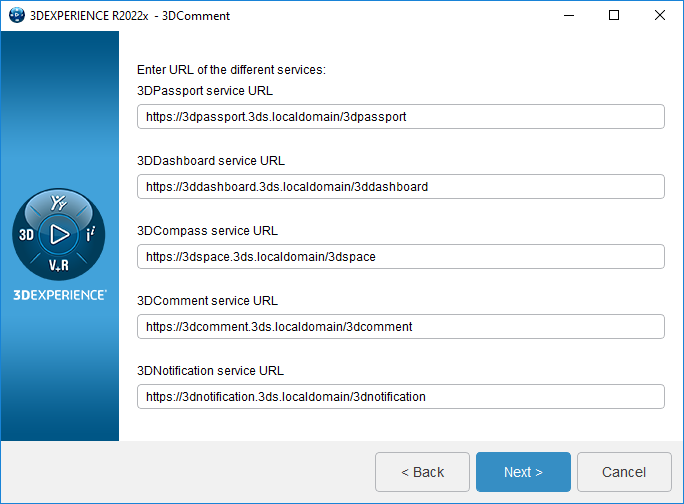 3DEXPERIENCE R2022x - 3DComment
Enter URL of the different services:
3DPassport service URL
https://3dpassport.3ds.localdomain/3dpassport
3DDashboard service URL
https://3ddashboard.3ds.localdomain/3ddashboard
3DCompass service URL
https://3dspace.3ds.localdomain/3dspace
3DComment service URL
https://3dcomment.3ds.localdomain/3dcomment
3DNotification service URL
https://3dnotification.3ds.localdomain/3dnotification
3D
i
V+R
3DEXPERIENCE
< Back
Next >
Cancel